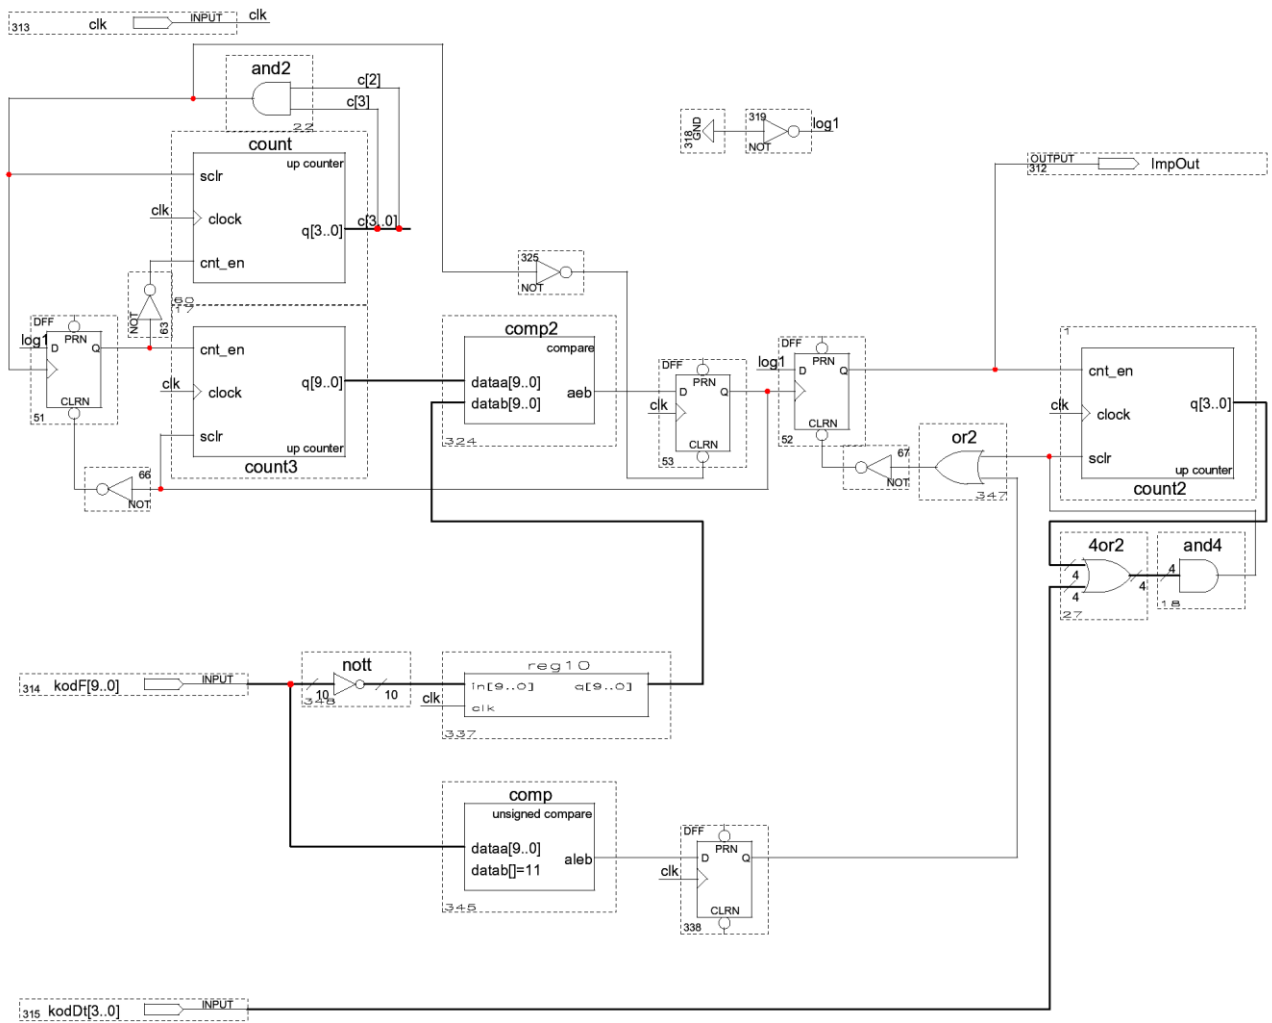 313 clk INPUT clk
and2
c[2]
c[3]
22
count
up counter
sclr
clk
clock
c[3..0]
q[3..0]
cnt_en
60
17
NOT
63
318
GND
319
NOT
log1
OUTPUT
312
ImpOut
325
NOT
DFF
log1
PRN
D
Q
CLRN
51
cnt_en
clk
clock
q[9..0]
sclr
up counter
count3
66
NOT
comp2
compare
dataa[9..0]
datab[9..0]
aeb
324
DFF
PRN
D
Q
clk
CLRN
53
DFF
log1
PRN
D
Q
CLRN
52
67
NOT
or2
347
1
cnt_en
clk
clock
q[3..0]
sclr
up counter
count2
4or2
4
4
4
27
and4
4
18
314 kodF[9..0] INPUT
nott
10
10
348
reg10
in[9..0]
q[9..0]
clk
clk
337
comp
unsigned compare
dataa[9..0]
datab[]=11
aleb
345
DFF
PRN
D
Q
clk
CLRN
338
315 kodDt[3..0] INPUT